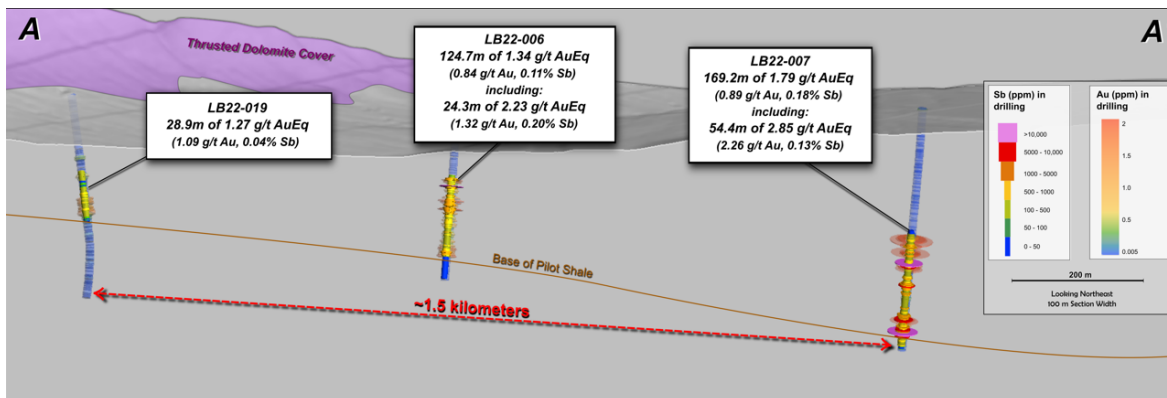 A
A
Thrusted Dolomite Cover
LB22-006
124.7m of 1.34 g/t AuEq
(0.84 g/t Au, 0.11% Sb)
including:
24.3m of 2.23 g/t AuEq
(1.32 g/t Au, 0.20% Sb)
LB22-007
169.2m of 1.79 g/t AuEq
(0.89 g/t Au, 0.18% Sb)
including:
54.4m of 2.85 g/t AuEq
(2.26 g/t Au, 0.13% Sb)
LB22-019
28.9m of 1.27 g/t AuEq
(1.09 g/t Au, 0.04% Sb)
Sb (ppm) in
drilling
>10,000
5000 - 10,000
1000 - 5000
500 - 1000
100 - 500
50 - 100
0 - 50
Au (ppm) in
drilling
2
1.5
1.0
0.5
0.005
200 m
Looking Northeast
100 m Section Width
Base of Pilot Shale
~1.5 kilometers